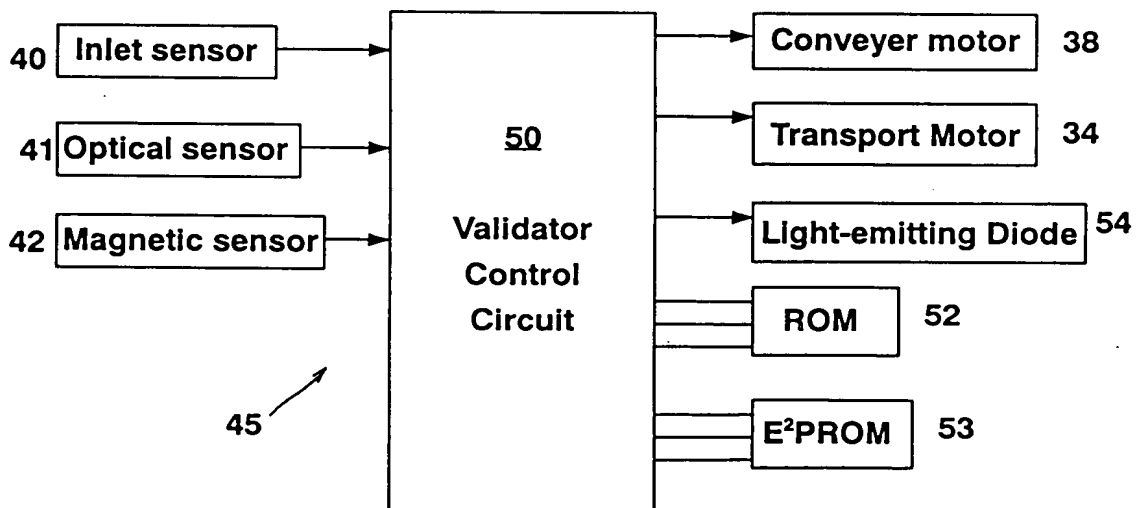 40 Inlet sensor
41 Optical sensor
42 Magnetic sensor
45
50
Validator
Control
Circuit
Conveyer motor 38
Transport Motor 34
Light-emitting Diode 54
ROM 52
E²PROM 53